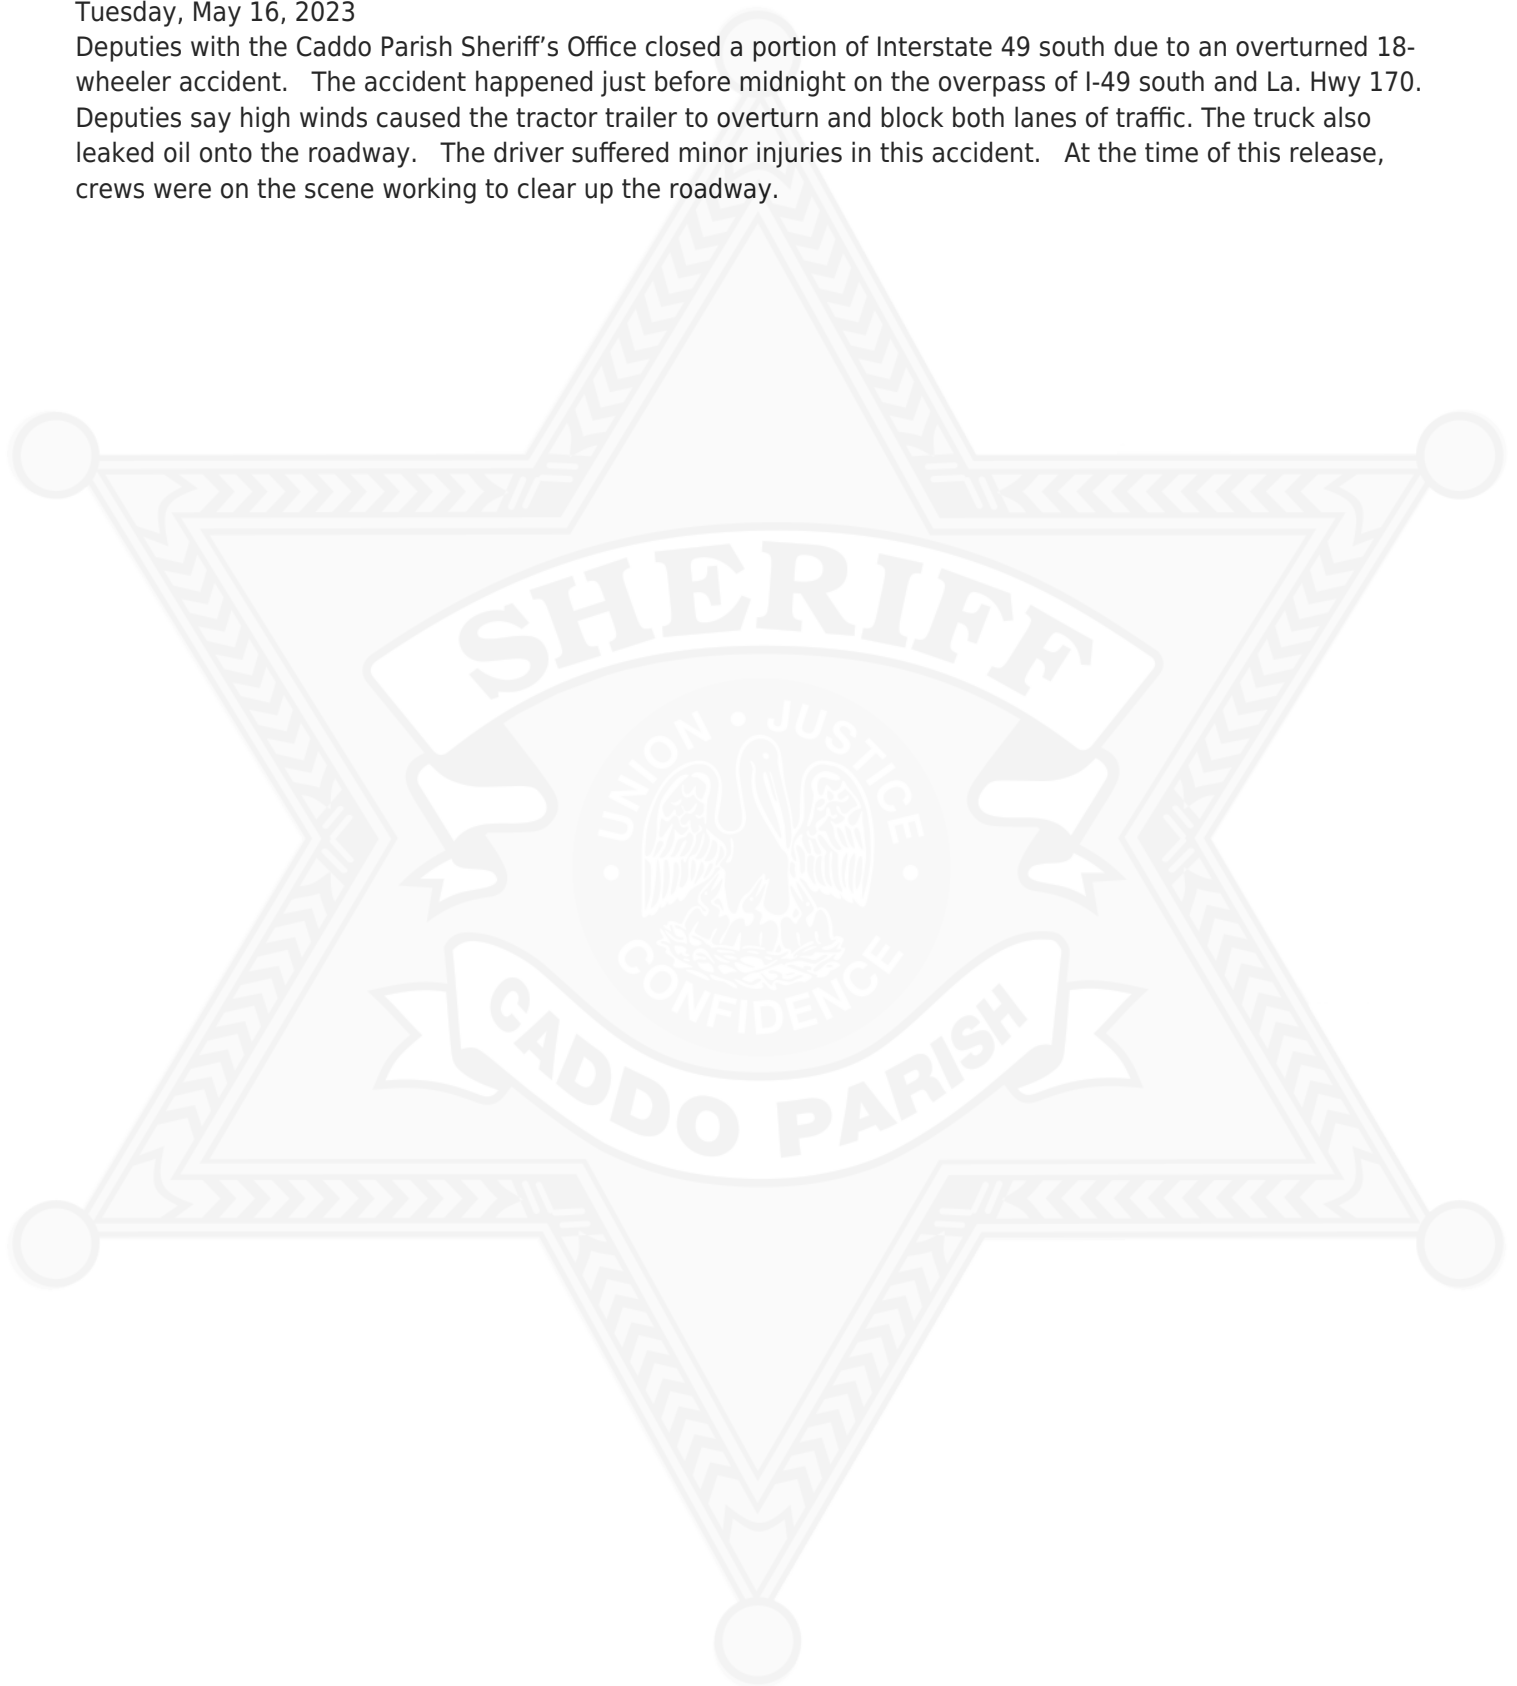 Tuesday, May 16, 2023
Deputies with the Caddo Parish Sheriff’s Office closed a portion of Interstate 49 south due to an overturned 18-
wheeler accident.   The accident happened just before midnight on the overpass of I-49 south and La. Hwy 170.
Deputies say high winds caused the tractor trailer to overturn and block both lanes of traffic. The truck also
leaked oil onto the roadway.   The driver suffered minor injuries in this accident.   At the time of this release,
crews were on the scene working to clear up the roadway.
SHERIFF
UNION • JUSTICE
• CONFIDENCE •
CADDO PARISH